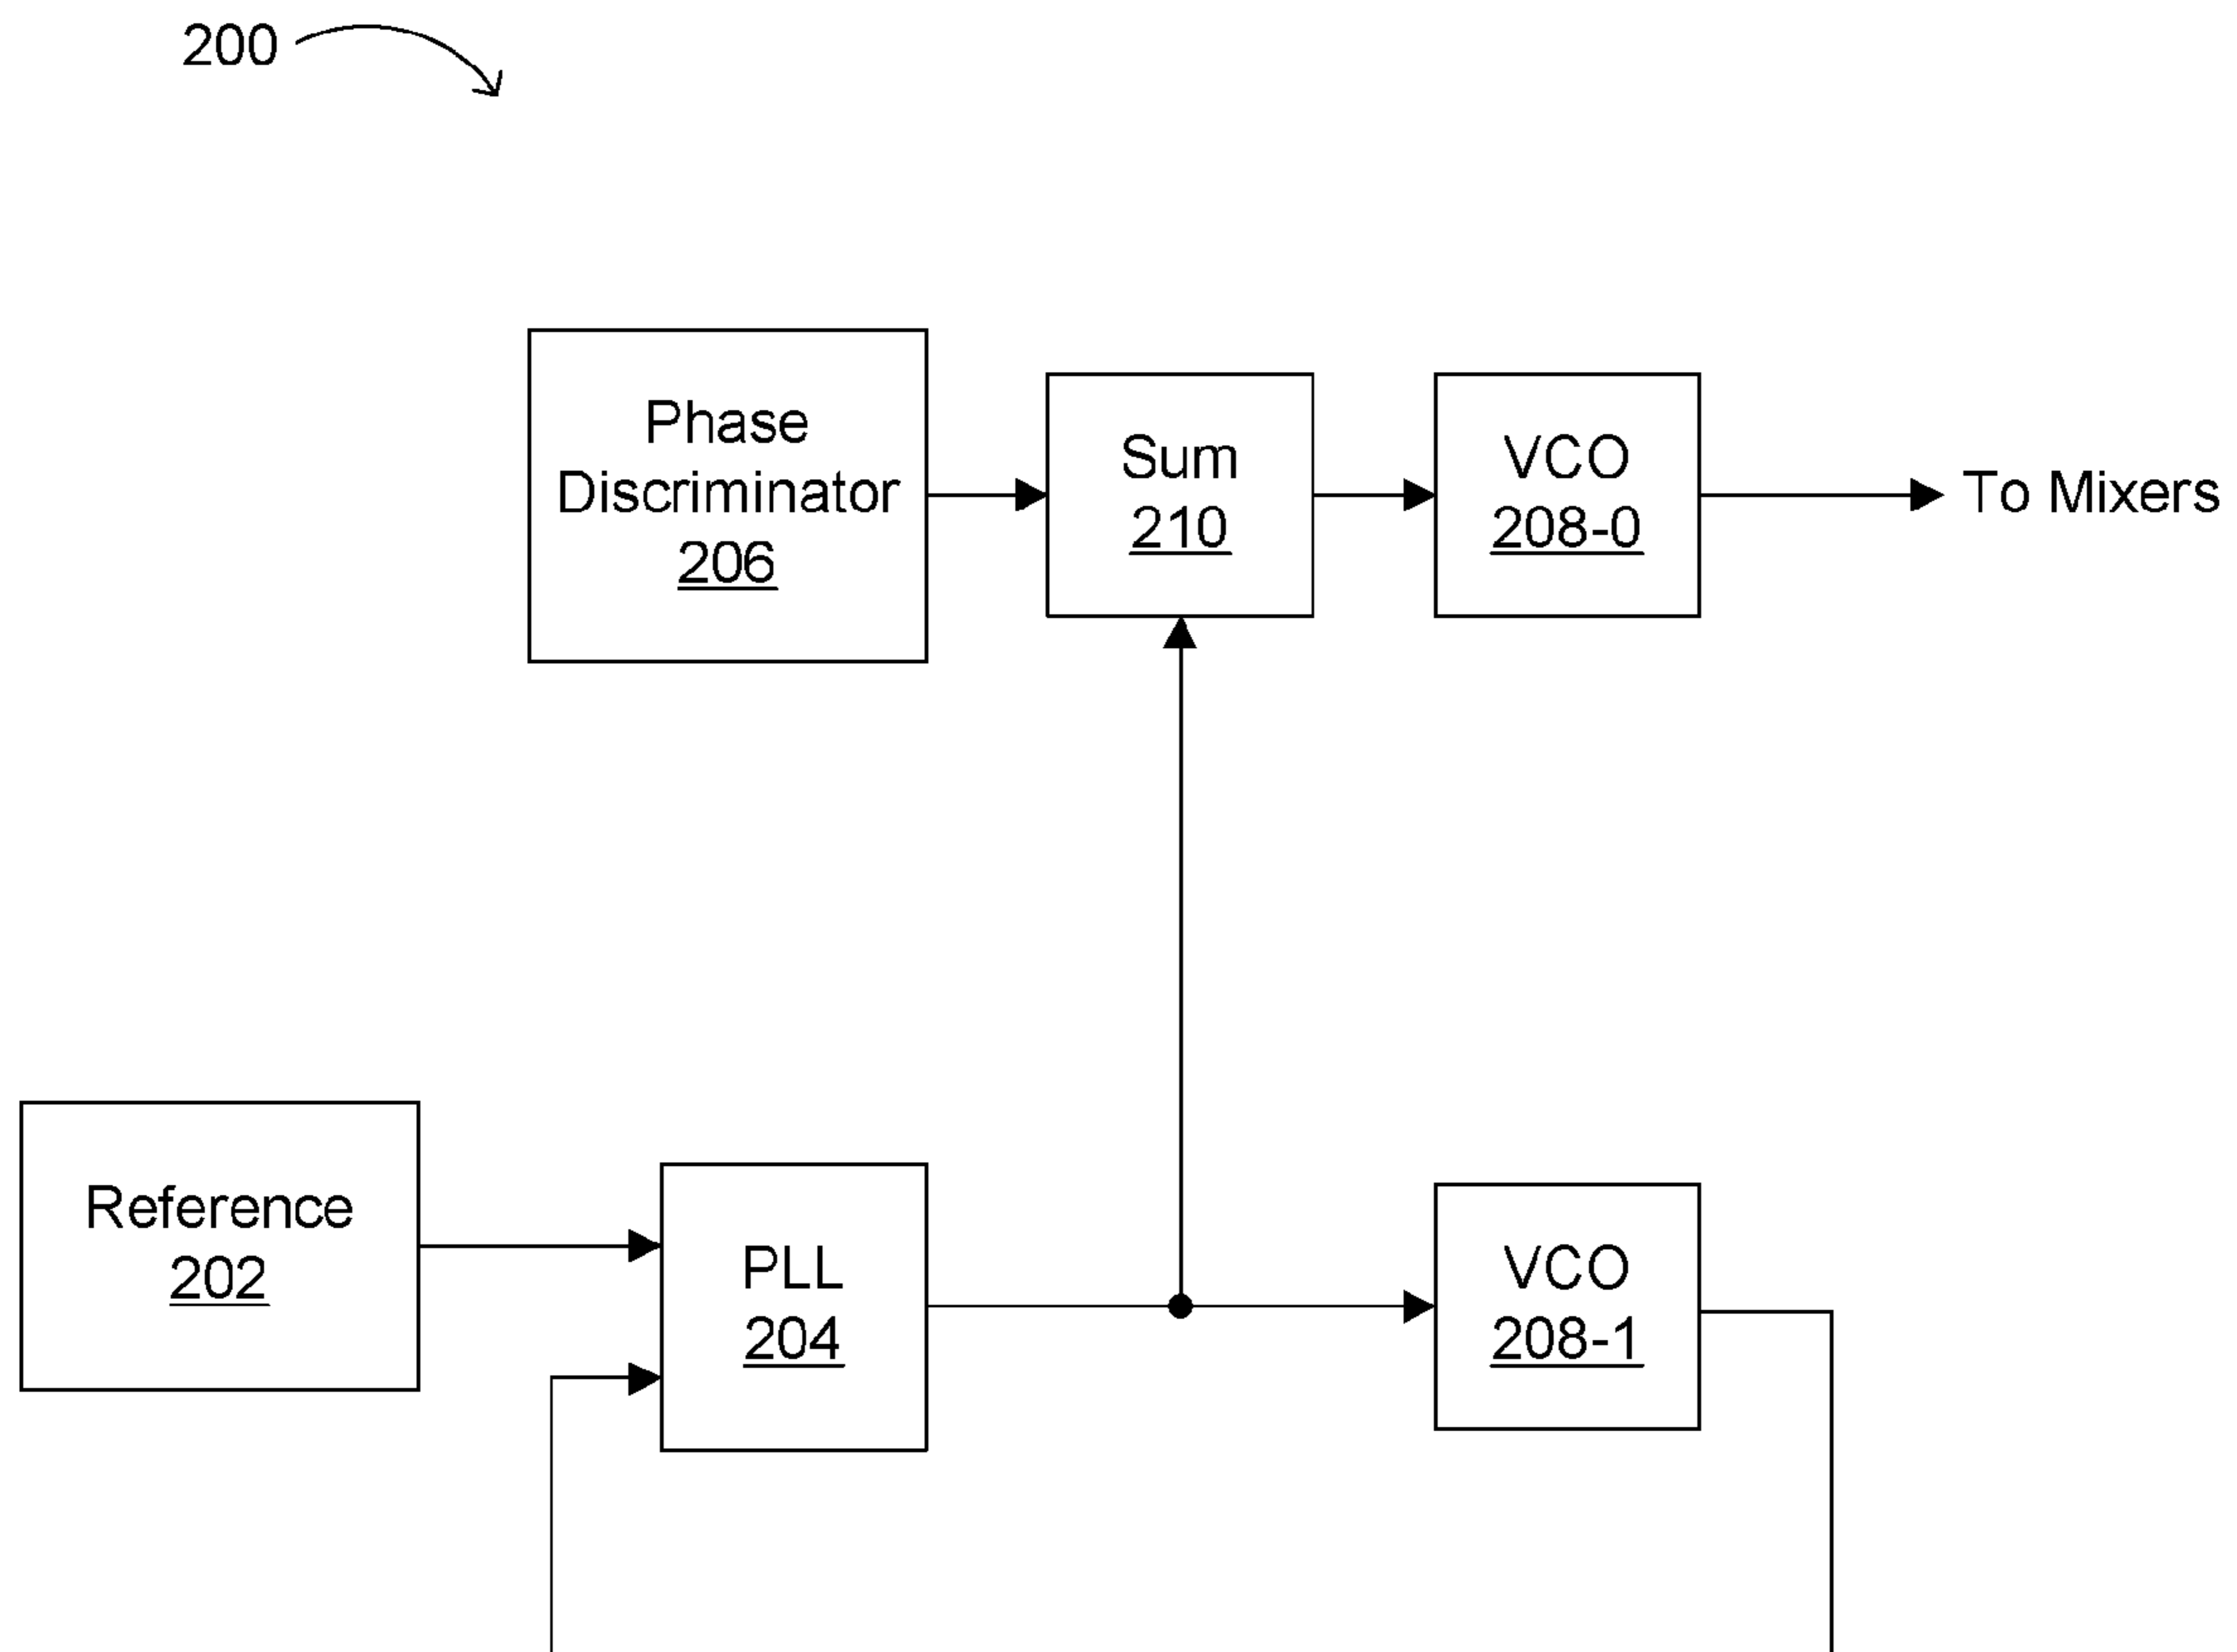 200
Phase
Discriminator
206
Sum
210
VCO
208-0
To Mixers
Reference
202
PLL
204
VCO
208-1